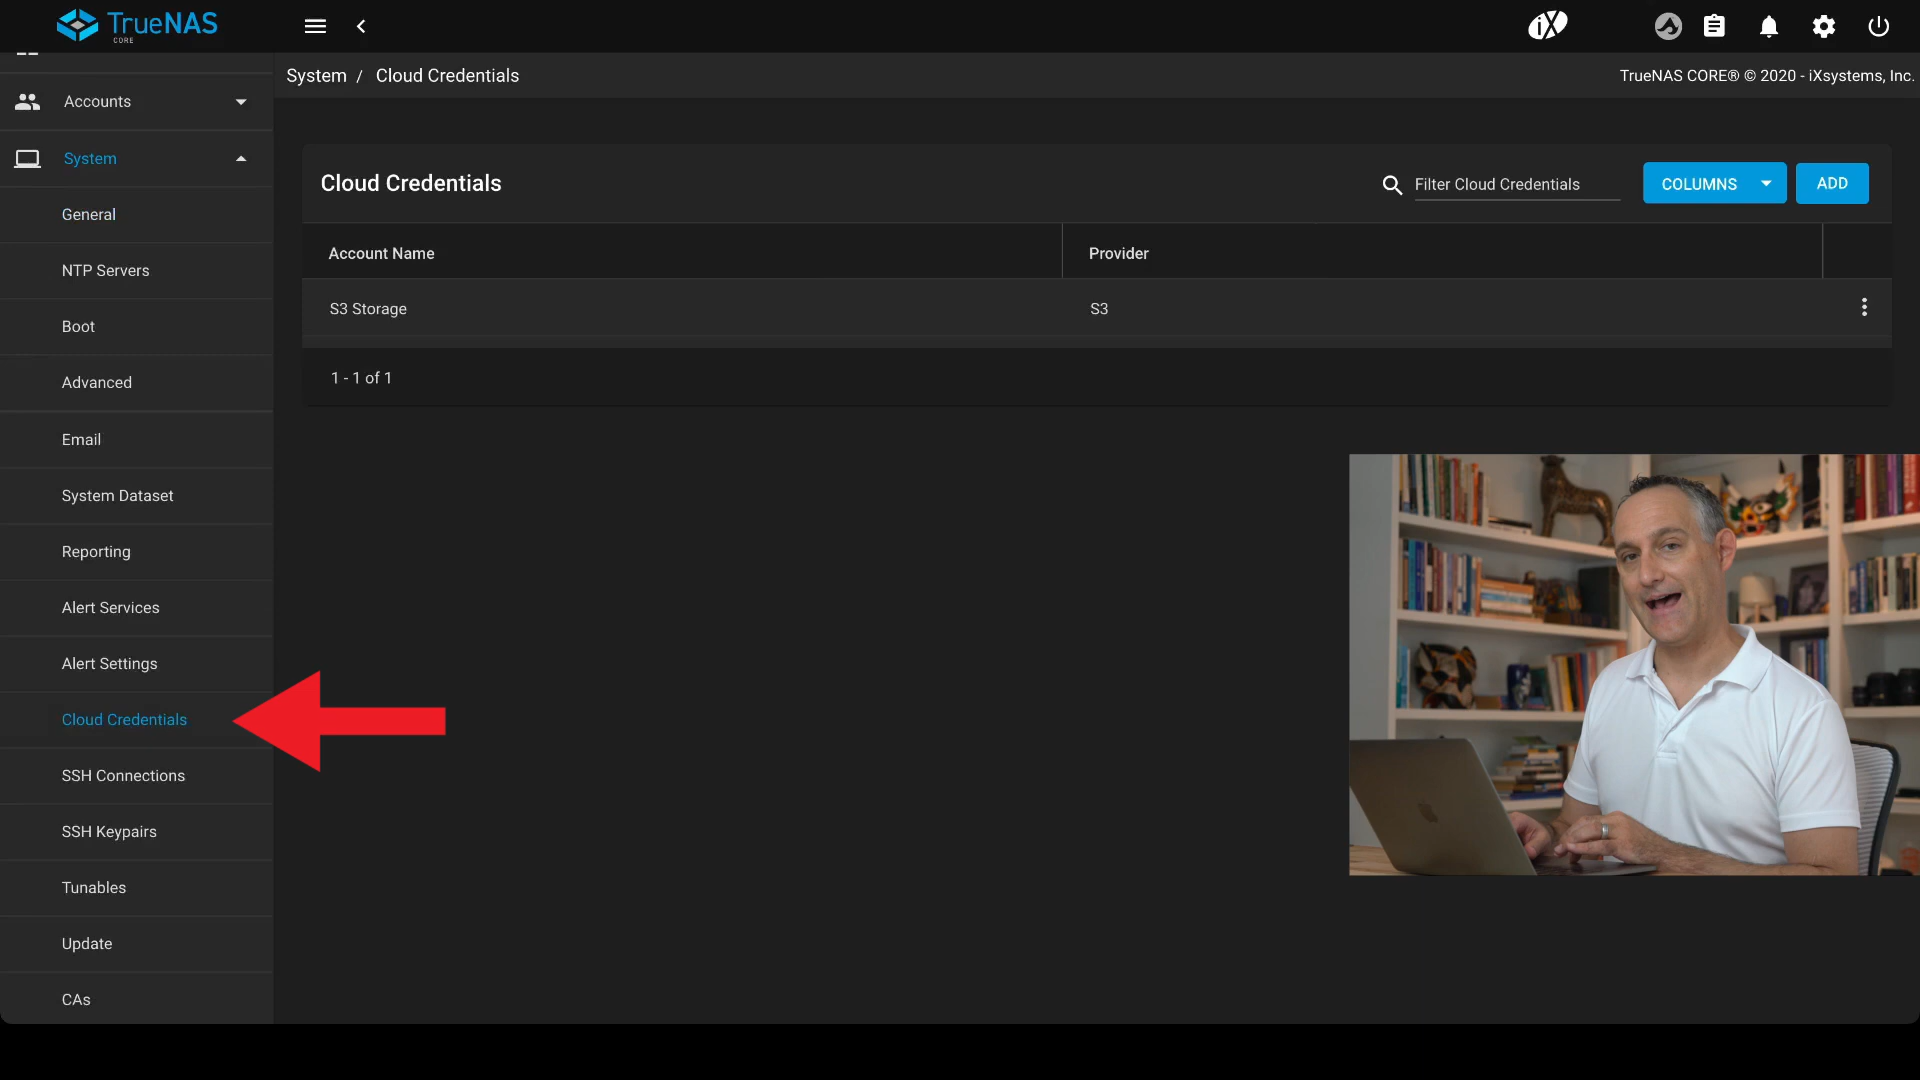 TrueNAS
CORE
iX
System / Cloud Credentials
TrueNAS CORE® © 2020 - iXsystems, Inc.
Accounts
System
General
NTP Servers
Boot
Advanced
Email
System Dataset
Reporting
Alert Services
Alert Settings
Cloud Credentials
SSH Connections
SSH Keypairs
Tunables
Update
CAs
Cloud Credentials
Filter Cloud Credentials
COLUMNS
ADD
Account Name
Provider
S3 Storage
S3
1 - 1 of 1